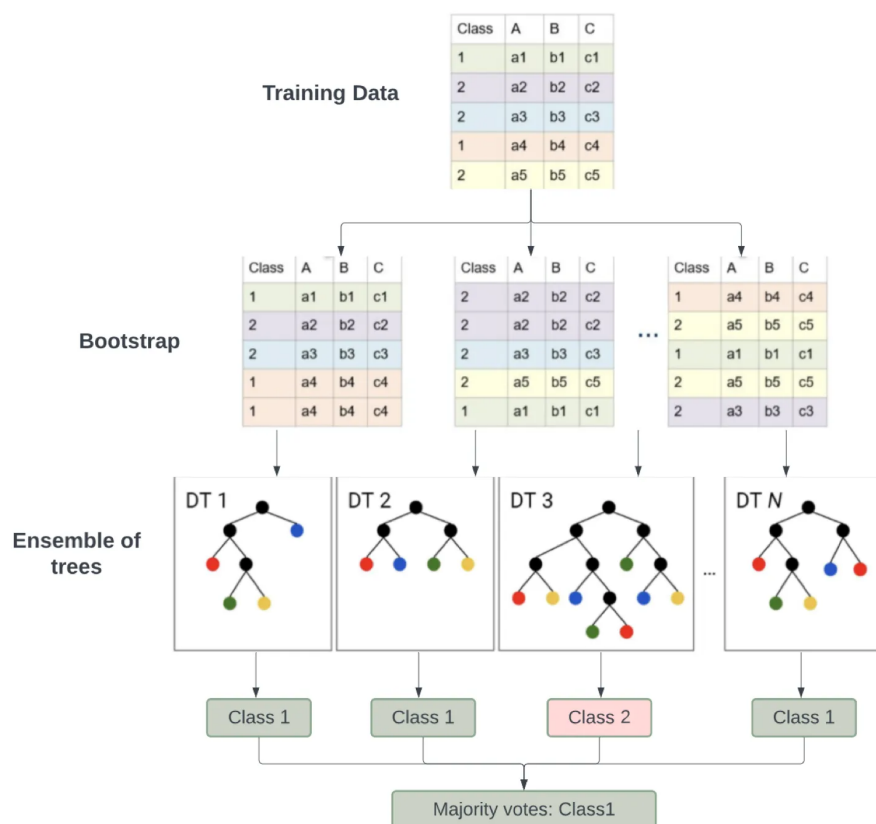 Class A B C
1 a1 b1 c1
Training Data
2 a2 b2 c2
2 a3 b3 c3
1 a4 b4 c4
2 a5 b5 c5
Class A B C
1 a1 b1 c1
2 a2 b2 c2
2 a3 b3 c3
1 a4 b4 c4
1 a4 b4 c4
Class A B C
2 a2 b2 c2
2 a2 b2 c2
2 a3 b3 c3
2 a5 b5 c5
1 a1 b1 c1
...
Class A B C
1 a4 b4 c4
2 a5 b5 c5
1 a1 b1 c1
2 a5 b5 c5
2 a3 b3 c3
Bootstrap
DT 1
DT 2
DT 3
DT N
Ensemble of
trees
...
Class 1
Class 1
Class 2
Class 1
Majority votes: Class1